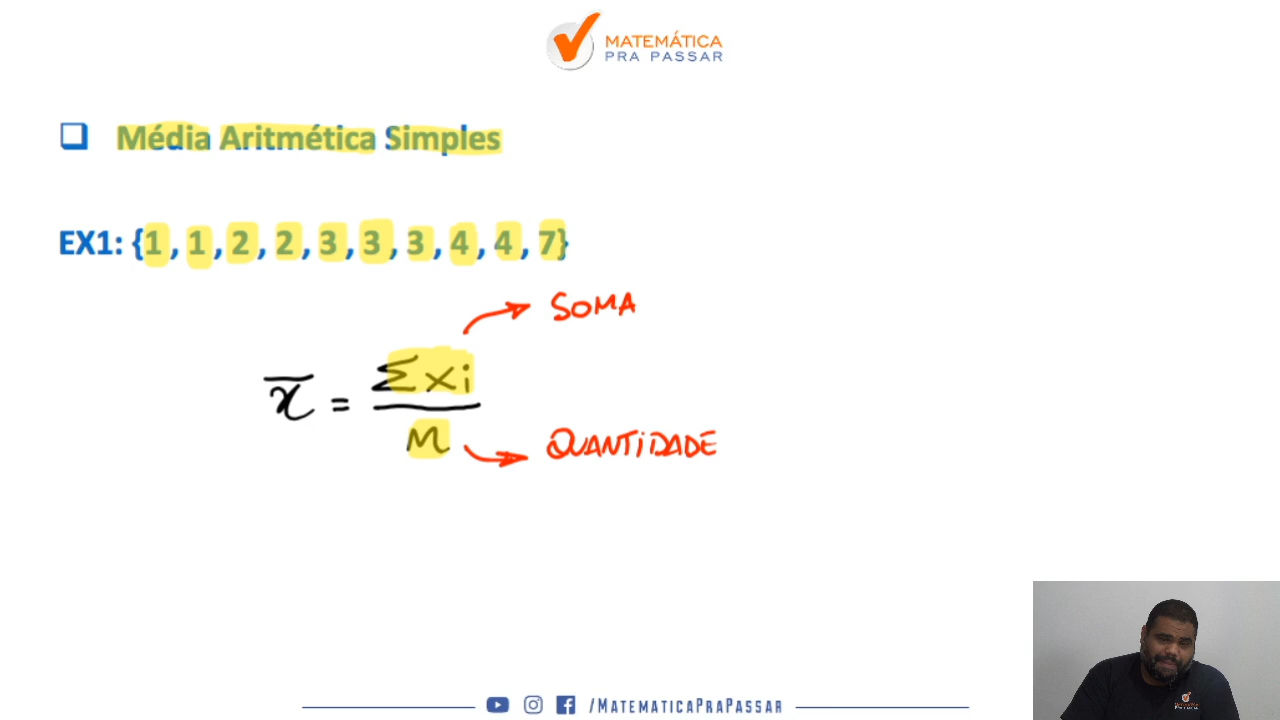 MATEMÁTICA
PRA PASSAR
Média Aritmética Simples
EX1: {1 , 1 , 2 , 2 , 3 , 3 , 3 , 4 , 4 , 7}
SOMA
x̅ = Σxi
n
QUANTIDADE
/MATEMATICAPRAPASSAR